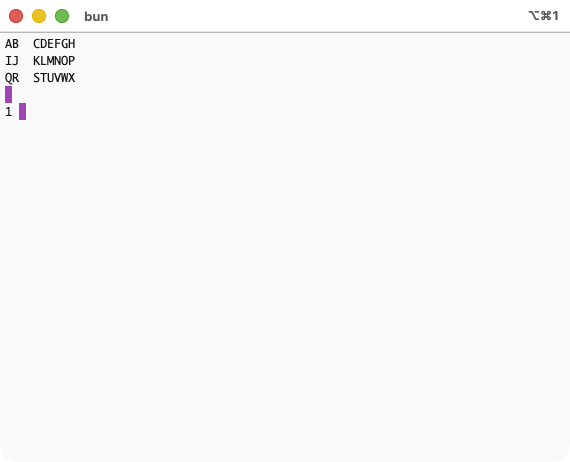 bun ⌥⌘1
AB  CDEFGH
IJ  KLMNOP
QR  STUVWX
1